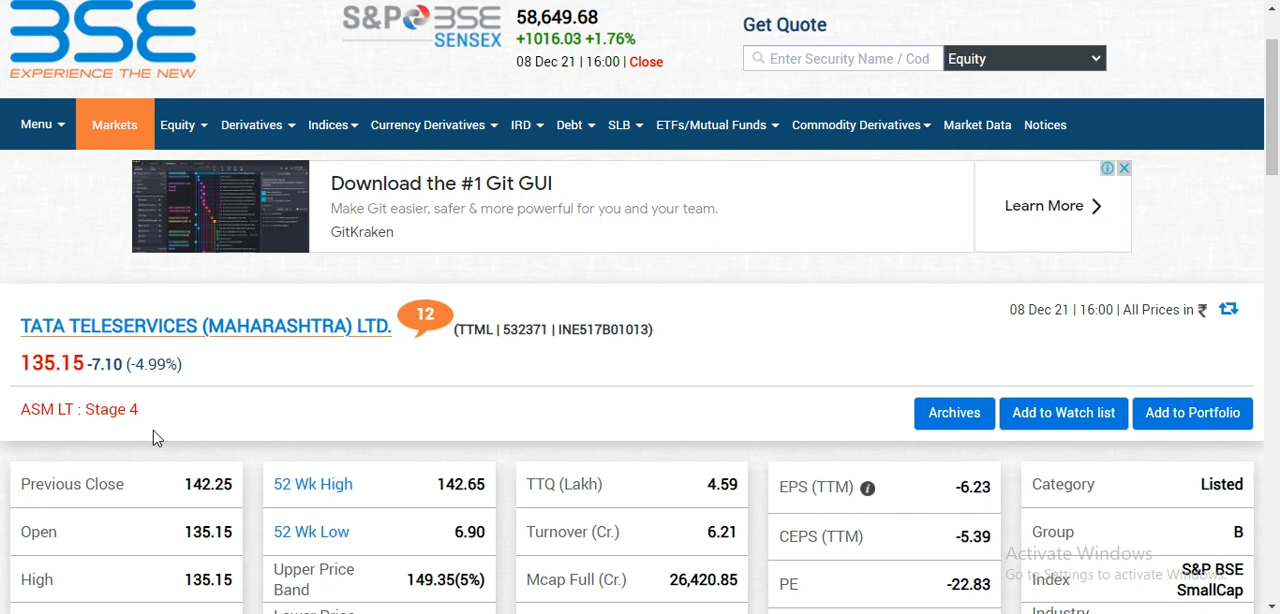 BSE
EXPERIENCE THE NEW
S&P BSE
SENSEX
58,649.68
+1016.03 +1.76%
08 Dec 21 | 16:00 | Close
Get Quote
Enter Security Name / Cod
Equity
Menu
Markets
Equity
Derivatives
Indices
Currency Derivatives
IRD
Debt
SLB
ETFs/Mutual Funds
Commodity Derivatives
Market Data
Notices
Download the #1 Git GUI
Make Git easier, safer & more powerful for you and your team.
GitKraken
Learn More
TATA TELESERVICES (MAHARASHTRA) LTD.
12
(TTML | 532371 | INE517B01013)
08 Dec 21 | 16:00 | All Prices in ₹
135.15 -7.10 (-4.99%)
ASM LT : Stage 4
Archives
Add to Watch list
Add to Portfolio
Previous Close 142.25
Open 135.15
High 135.15
52 Wk High 142.65
52 Wk Low 6.90
Upper Price Band 149.35(5%)
TTQ (Lakh) 4.59
Turnover (Cr.) 6.21
Mcap Full (Cr.) 26,420.85
EPS (TTM) -6.23
CEPS (TTM) -5.39
PE -22.83
Category Listed
Group B
Index S&P BSE SmallCap
Industry
Activate Windows
Go to Settings to activate Windows.